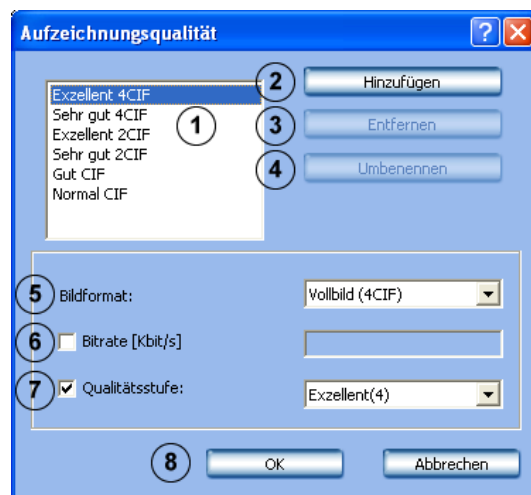 Aufzeichnungsqualität
Exzellent 4CIF
Sehr gut 4CIF
Exzellent 2CIF
Sehr gut 2CIF
Gut CIF
Normal CIF
1
2 Hinzufügen
3 Entfernen
4 Umbenennen
5 Bildformat: Vollbild (4CIF)
6 Bitrate [Kbit/s]
7 Qualitätsstufe: Exzellent(4)
8 OK Abbrechen